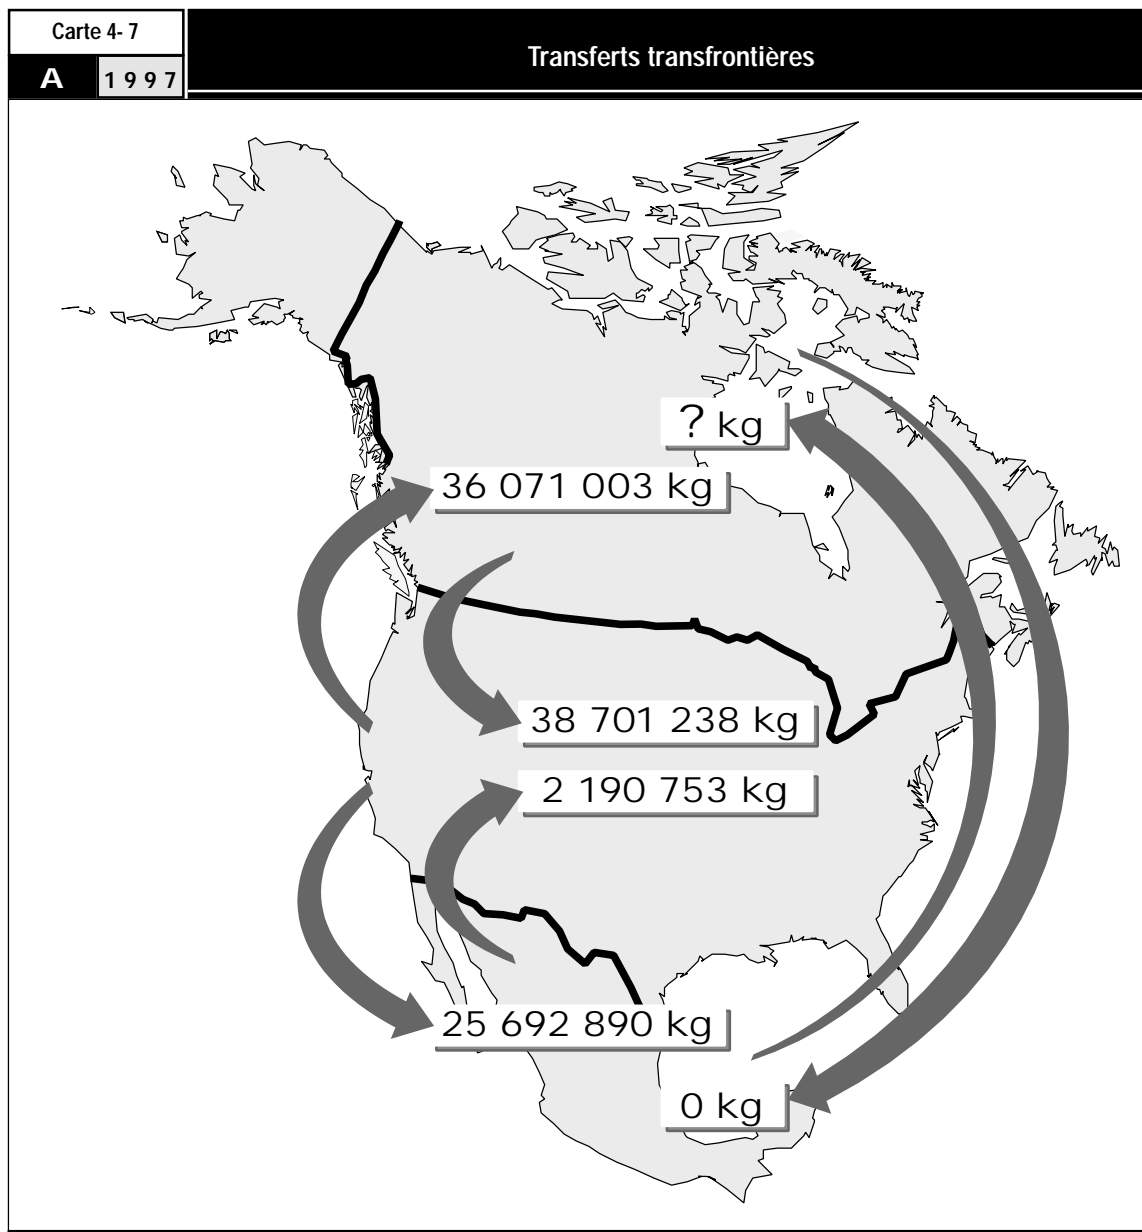 Carte 4- 7
A 1 9 9 7
Transferts transfrontières
? kg
36 071 003 kg
38 701 238 kg
2 190 753 kg
25 692 890 kg
0 kg